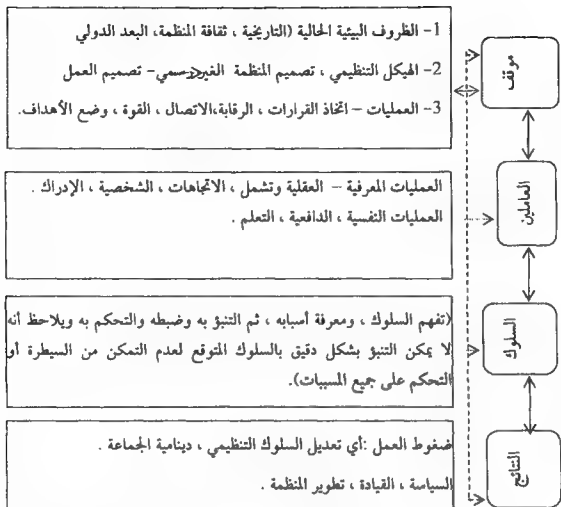 1- الظروف البيئية الحالية (التاريخية ، ثقافة المنظمة، البعد الدولي
2- الهيكل التنظيمي ، تصميم المنظمة الغير رسمي- تصميم العمل
3- العمليات – اتخاذ القرارات ، الرقابة،الاتصال ، القوة ، وضع الأهداف.
موقف
العمليات المعرفية – العقلية وتشمل ، الاتجاهات ، الشخصية ، الإدراك .
العمليات النفسية ، الدافعية ، التعلم .
العاملين
(تفهم السلوك ، ومعرفة أسبابه ، ثم التنبؤ به وضبطه والتحكم به ويلاحظ أنه
لا يمكن التنبؤ بشكل دقيق بالسلوك المتوقع لعدم التمكن من السيطرة أو
التحكم على جميع المسببات).
السلوك
ضغوط العمل :أي تعديل السلوك التنظيمي ، دينامية الجماعة .
السياسة ، القيادة ، تطوير المنظمة .
النتائج